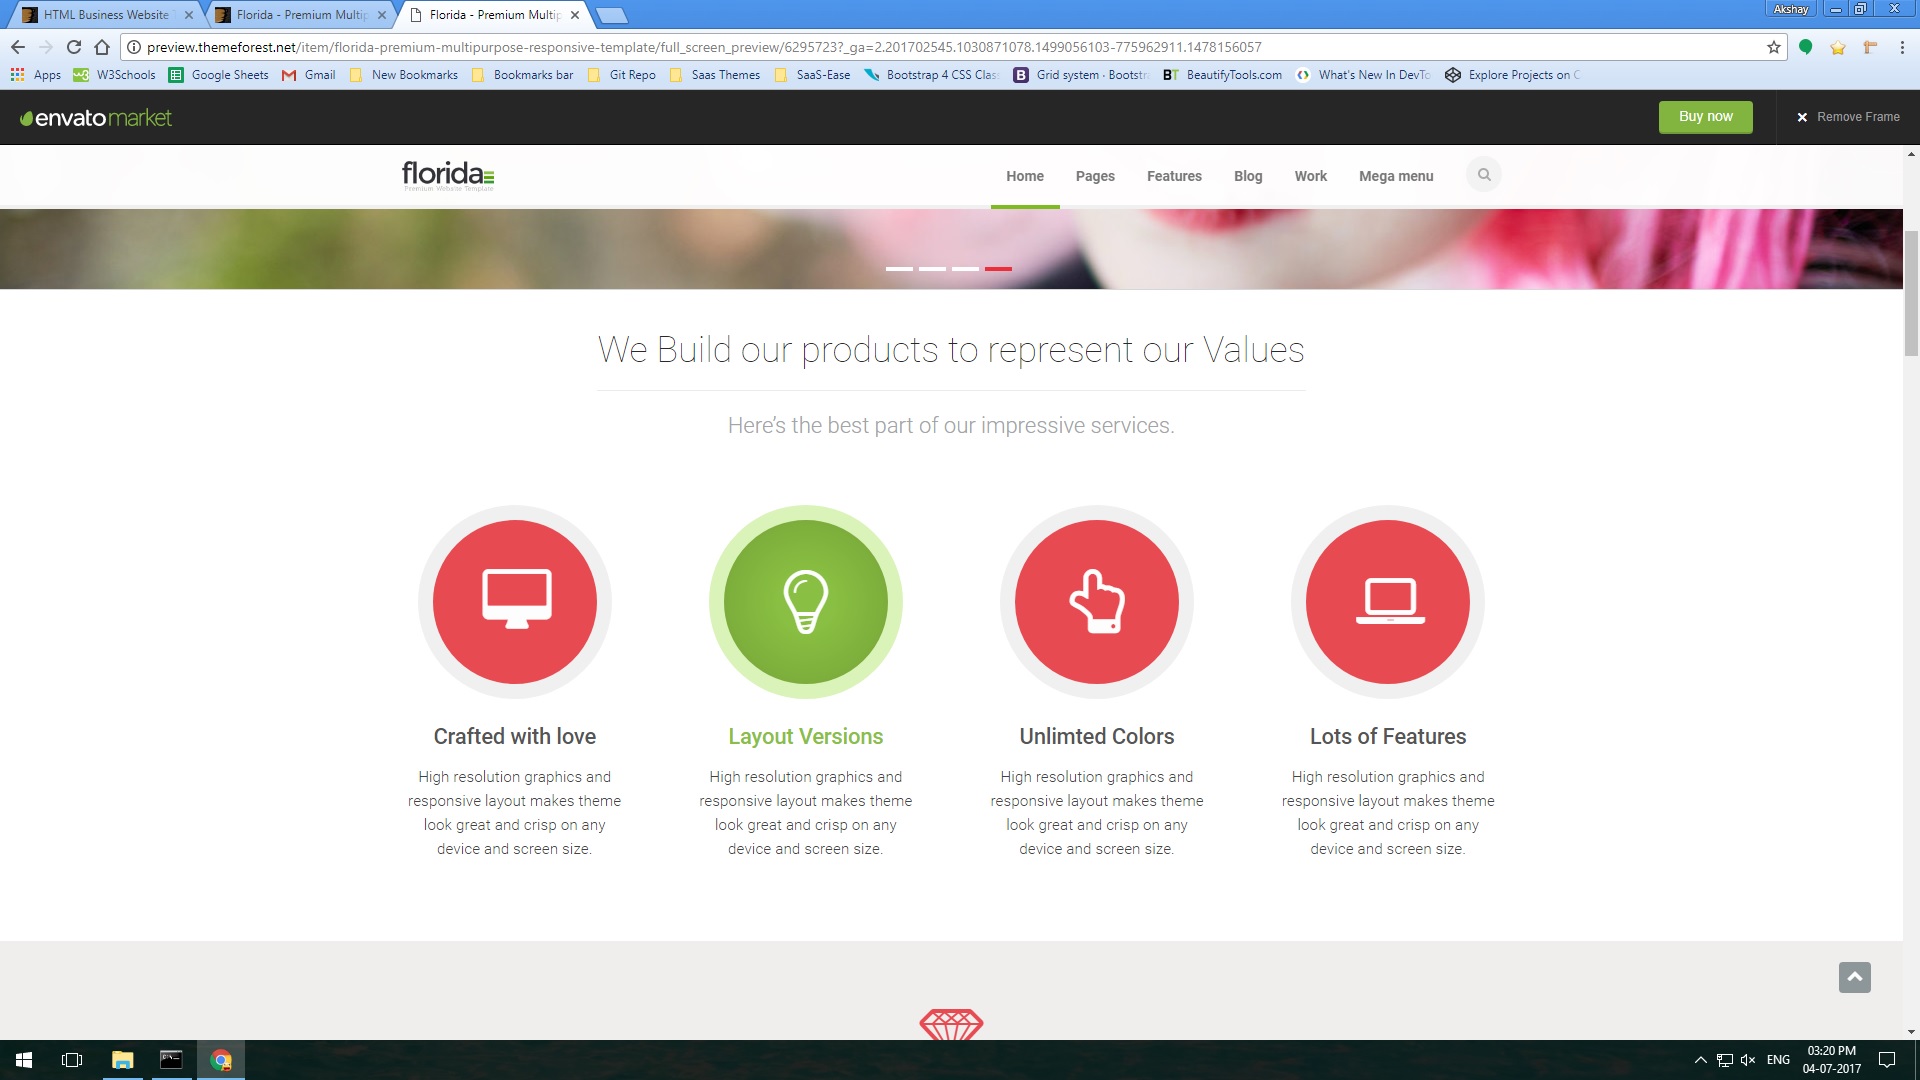 HTML Business Website
Florida - Premium Multip
Florida - Premium Multip
Akshay
preview.themeforest.net/item/florida-premium-multipurpose-responsive-template/full_screen_preview/6295723?_ga=2.201702545.1030871078.1499056103-775962911.1478156057
Apps W3Schools Google Sheets Gmail New Bookmarks Bookmarks bar Git Repo Saas Themes SaaS-Ease Bootstrap 4 CSS Clas B Grid system · Bootstr BT BeautifyTools.com What's New In DevTo Explore Projects on C
envato market
Buy now
Remove Frame
florida
Premium Website Template
Home Pages Features Blog Work Mega menu
We Build our products to represent our Values
Here's the best part of our impressive services.
Crafted with love
High resolution graphics and
responsive layout makes theme
look great and crisp on any
device and screen size.
Layout Versions
High resolution graphics and
responsive layout makes theme
look great and crisp on any
device and screen size.
Unlimted Colors
High resolution graphics and
responsive layout makes theme
look great and crisp on any
device and screen size.
Lots of Features
High resolution graphics and
responsive layout makes theme
look great and crisp on any
device and screen size.
ENG
03:20 PM
04-07-2017